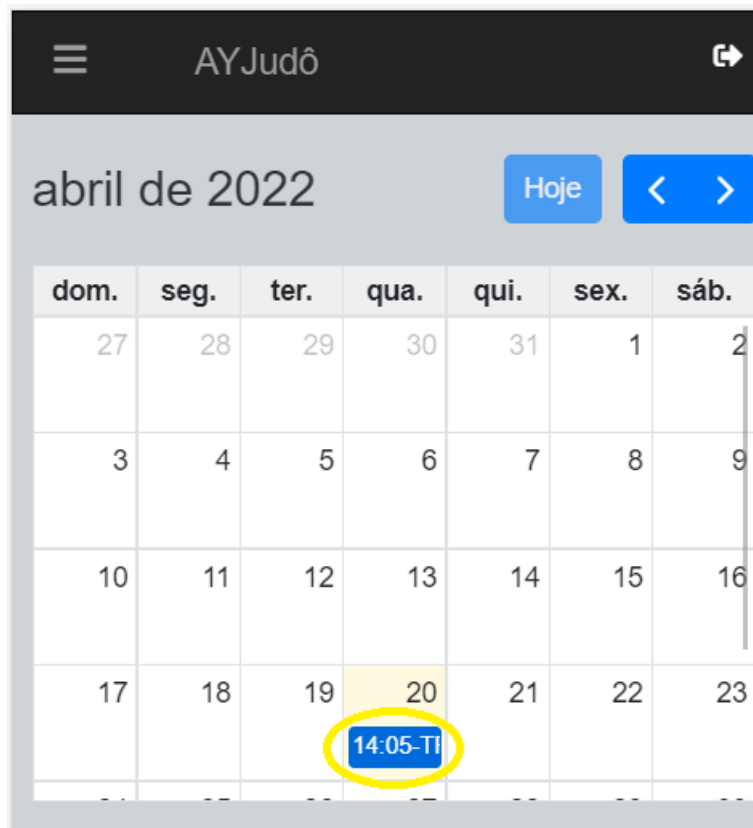 AYJudô
abril de 2022 Hoje
dom. seg. ter. qua. qui. sex. sáb.
27 28 29 30 31 1 2
3 4 5 6 7 8 9
10 11 12 13 14 15 16
17 18 19 20 21 22 23
14:05-